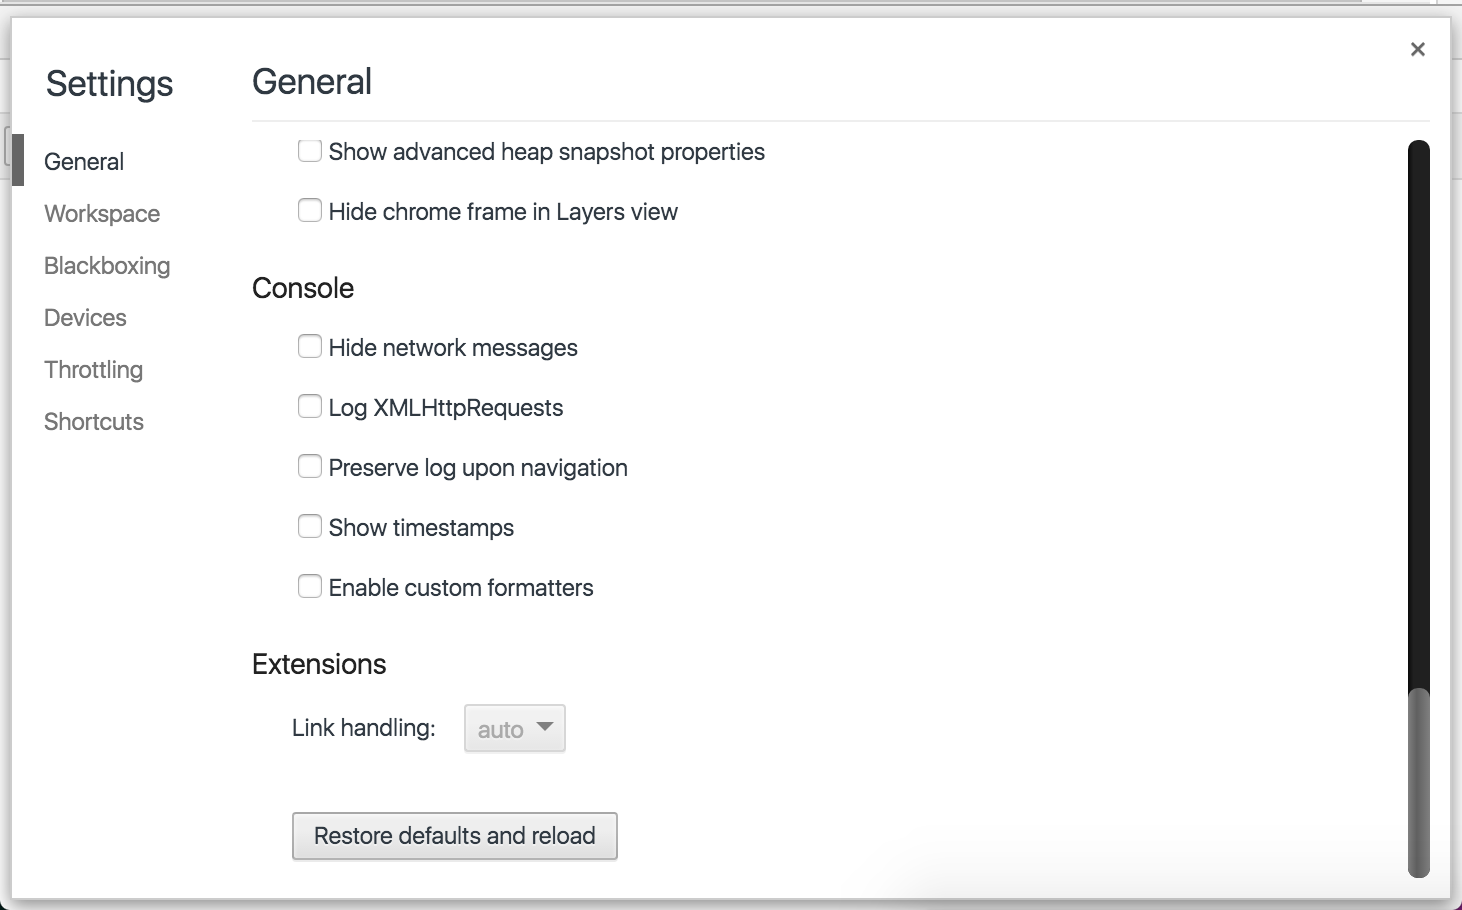 Settings
General
Workspace
Blackboxing
Devices
Throttling
Shortcuts
General
Show advanced heap snapshot properties
Hide chrome frame in Layers view
Console
Hide network messages
Log XMLHttpRequests
Preserve log upon navigation
Show timestamps
Enable custom formatters
Extensions
Link handling: auto
Restore defaults and reload